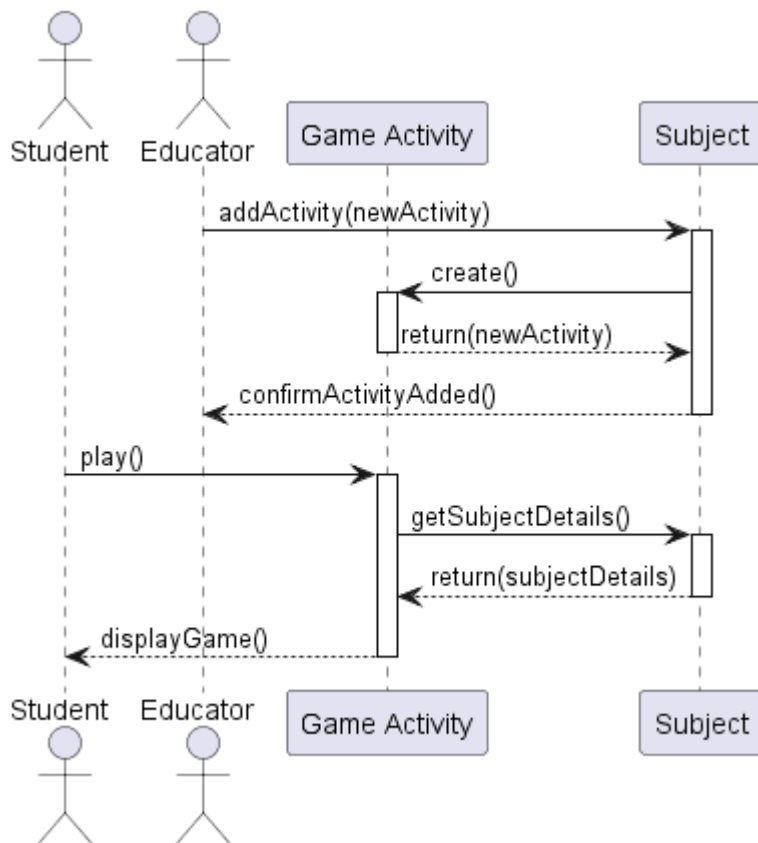 Student
Educator
Game Activity
Subject
addActivity(newActivity)
create()
return(newActivity)
confirmActivityAdded()
play()
getSubjectDetails()
return(subjectDetails)
displayGame()
Student
Educator
Game Activity
Subject